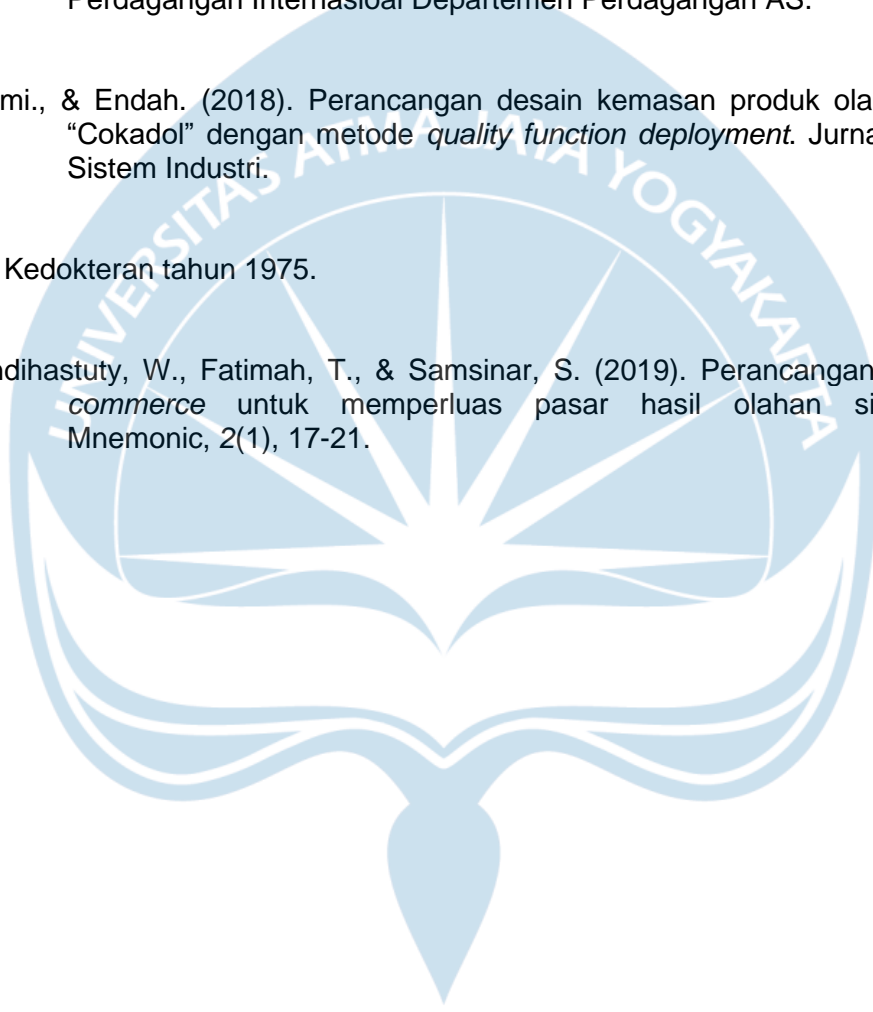 Perdagangan Internasioal Departemen Perdagangan AS.
mi., & Endah. (2018). Perancangan desain kemasan produk ola
“Cokadol” dengan metode quality function deployment. Jurna
Sistem Industri.
Kedokteran tahun 1975.
ndihastuty, W., Fatimah, T., & Samsinar, S. (2019). Perancangan
commerce untuk memperluas pasar hasil olahan si
Mnemonic, 2(1), 17-21.
UNIVERSITAS ATMA JAYA YOGYAKARTA